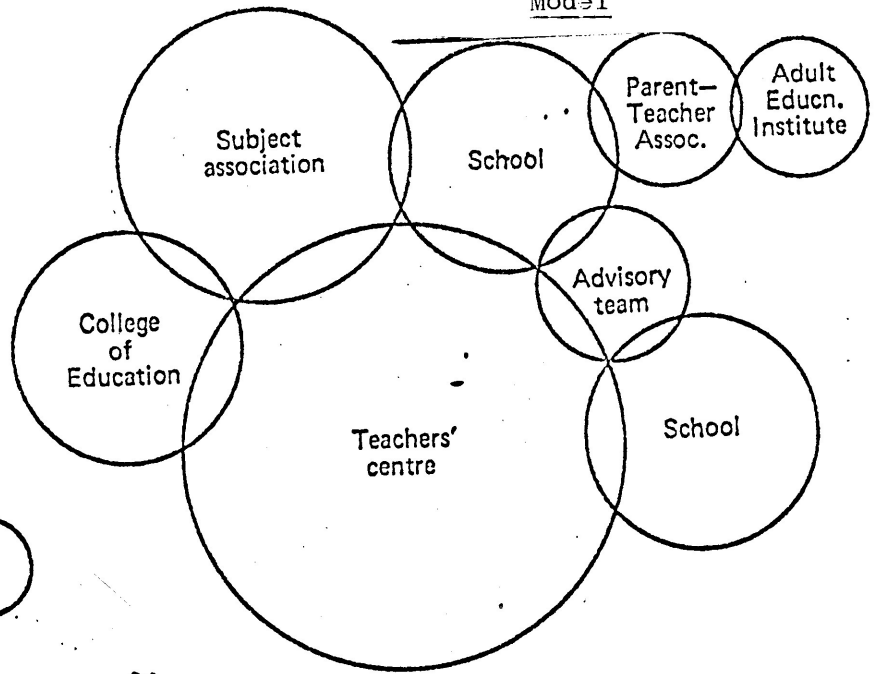 Model
Parent—
Teacher
Assoc.
Adult
Educn.
Institute
Subject
association
School
Advisory
team
College
of
Education
School
Teachers'
centre